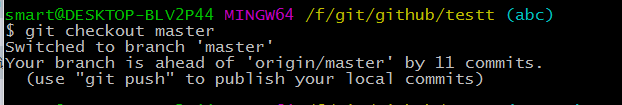 smart@DESKTOP-BLV2P44 MINGW64 /f/git/github/testt (abc)
$ git checkout master
Switched to branch 'master'
Your branch is ahead of 'origin/master' by 11 commits.
  (use "git push" to publish your local commits)